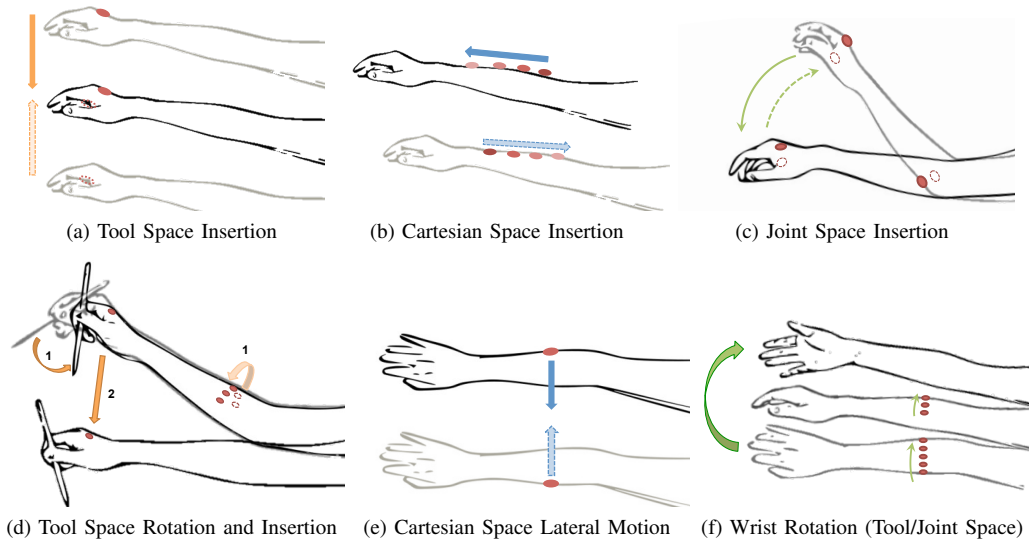 (a) Tool Space Insertion
(b) Cartesian Space Insertion
(c) Joint Space Insertion
1
1
2
(d) Tool Space Rotation and Insertion
(e) Cartesian Space Lateral Motion
(f) Wrist Rotation (Tool/Joint Space)